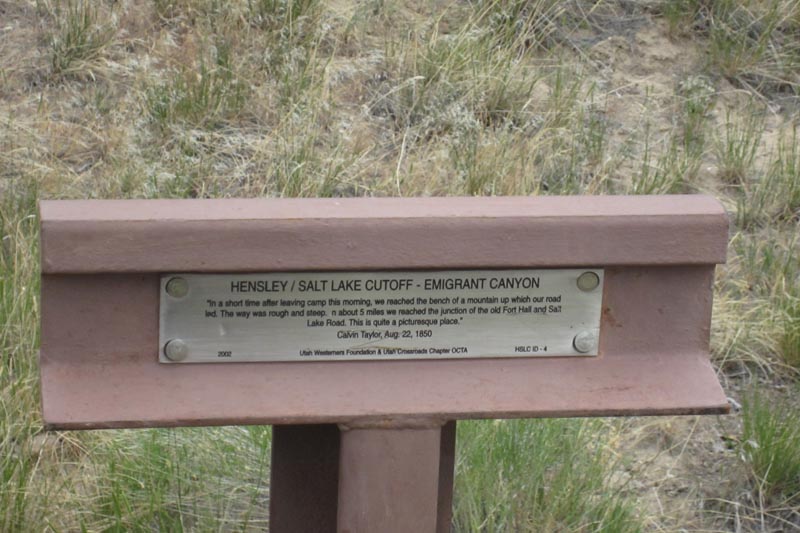 HENSLEY / SALT LAKE CUTOFF - EMIGRANT CANYON
"In a short time after leaving camp this morning, we reached the bench of a mountain up which our road
led. The way was rough and steep. n about 5 miles we reached the junction of the old Fort Hall and Salt
Lake Road. This is quite a picturesque place."
Calvin Taylor, Aug. 22, 1850
2002 Utah Westerners Foundation & Utah Crossroads Chapter OCTA HSLC ID - 4